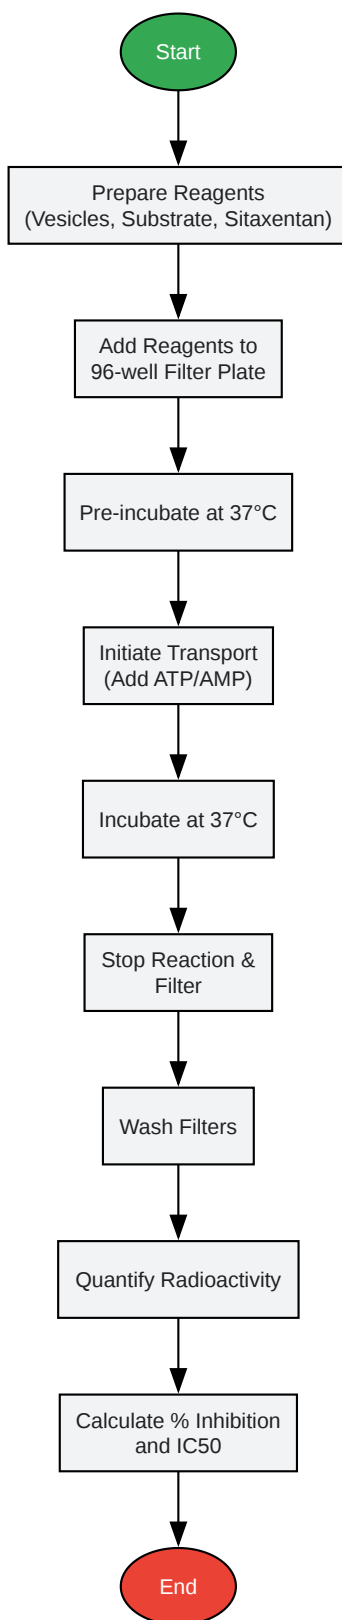 Start
Prepare Reagents
(Vesicles, Substrate, Sitaxentan)
Add Reagents to
96-well Filter Plate
Pre-incubate at 37°C
Initiate Transport
(Add ATP/AMP)
Incubate at 37°C
Stop Reaction &
Filter
Wash Filters
Quantify Radioactivity
Calculate % Inhibition
and IC50
End